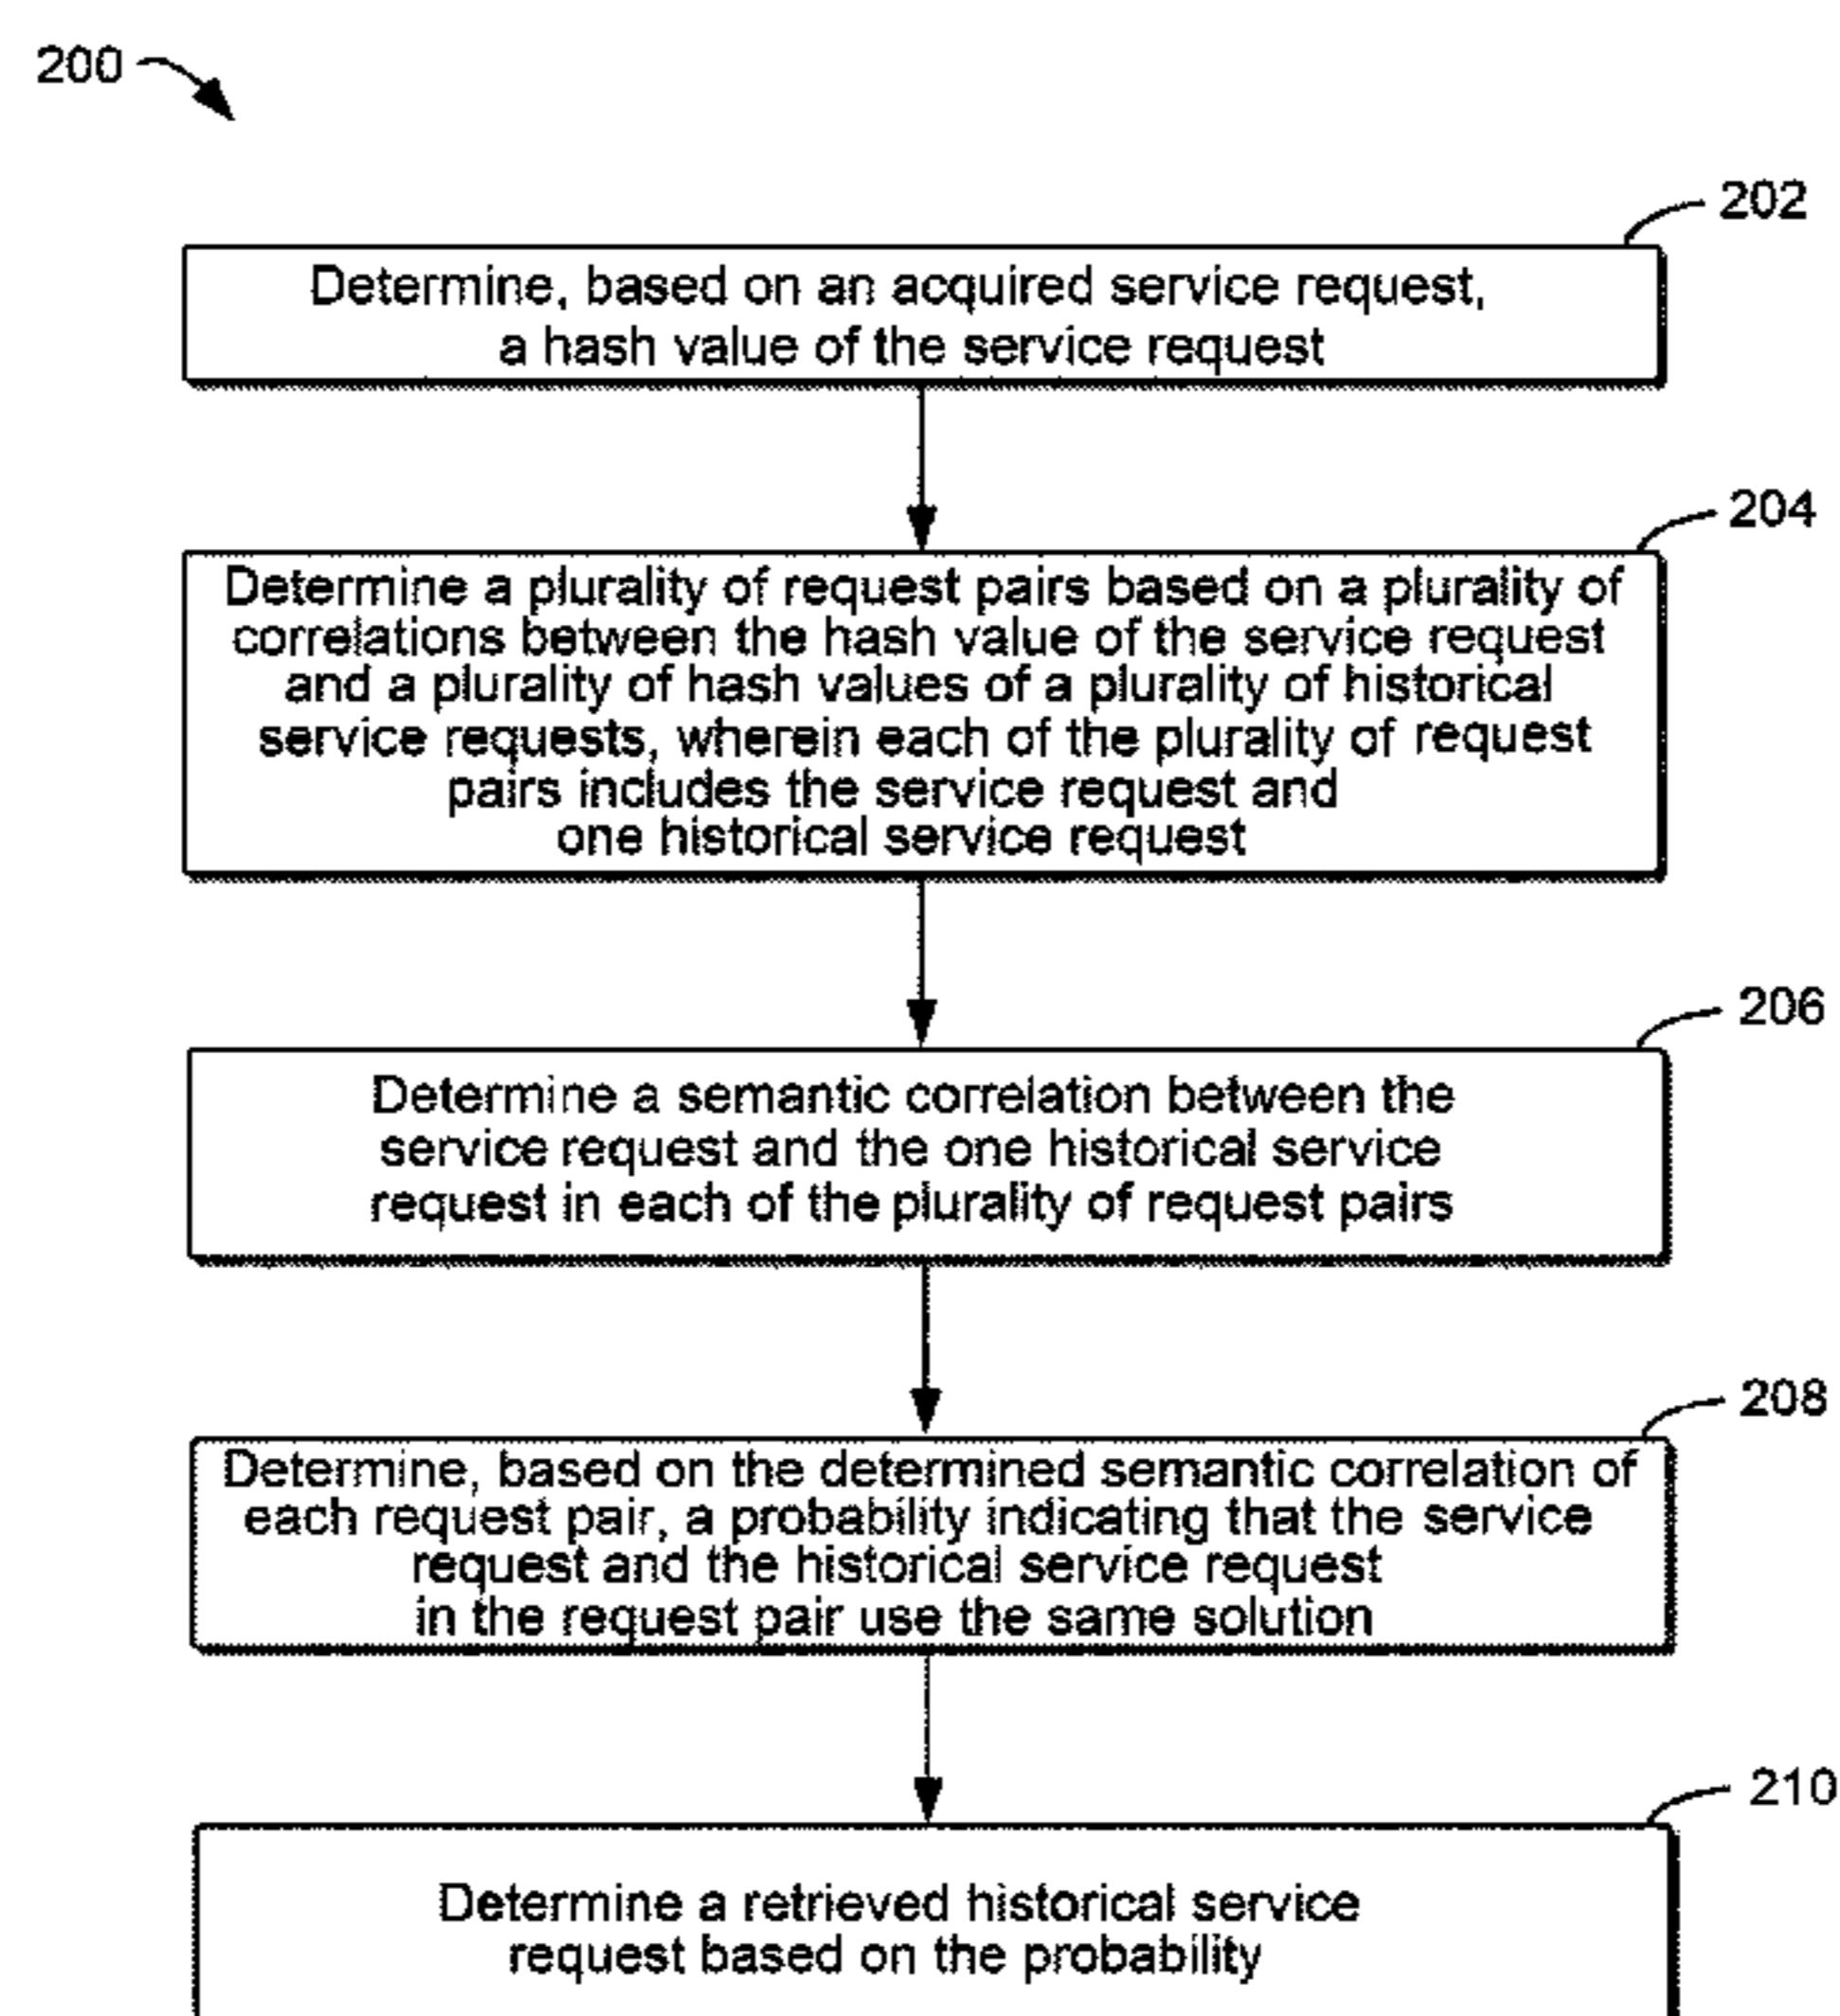 200
202
Determine, based on an acquired service request,
a hash value of the service request
204
Determine a plurality of request pairs based on a plurality of
correlations between the hash value of the service request
and a plurality of hash values of a plurality of historical
service requests, wherein each of the plurality of request
pairs includes the service request and
one historical service request
206
Determine a semantic correlation between the
service request and the one historical service
request in each of the plurality of request pairs
208
Determine, based on the determined semantic correlation of
each request pair, a probability indicating that the service
request and the historical service request
in the request pair use the same solution
210
Determine a retrieved historical service
request based on the probability